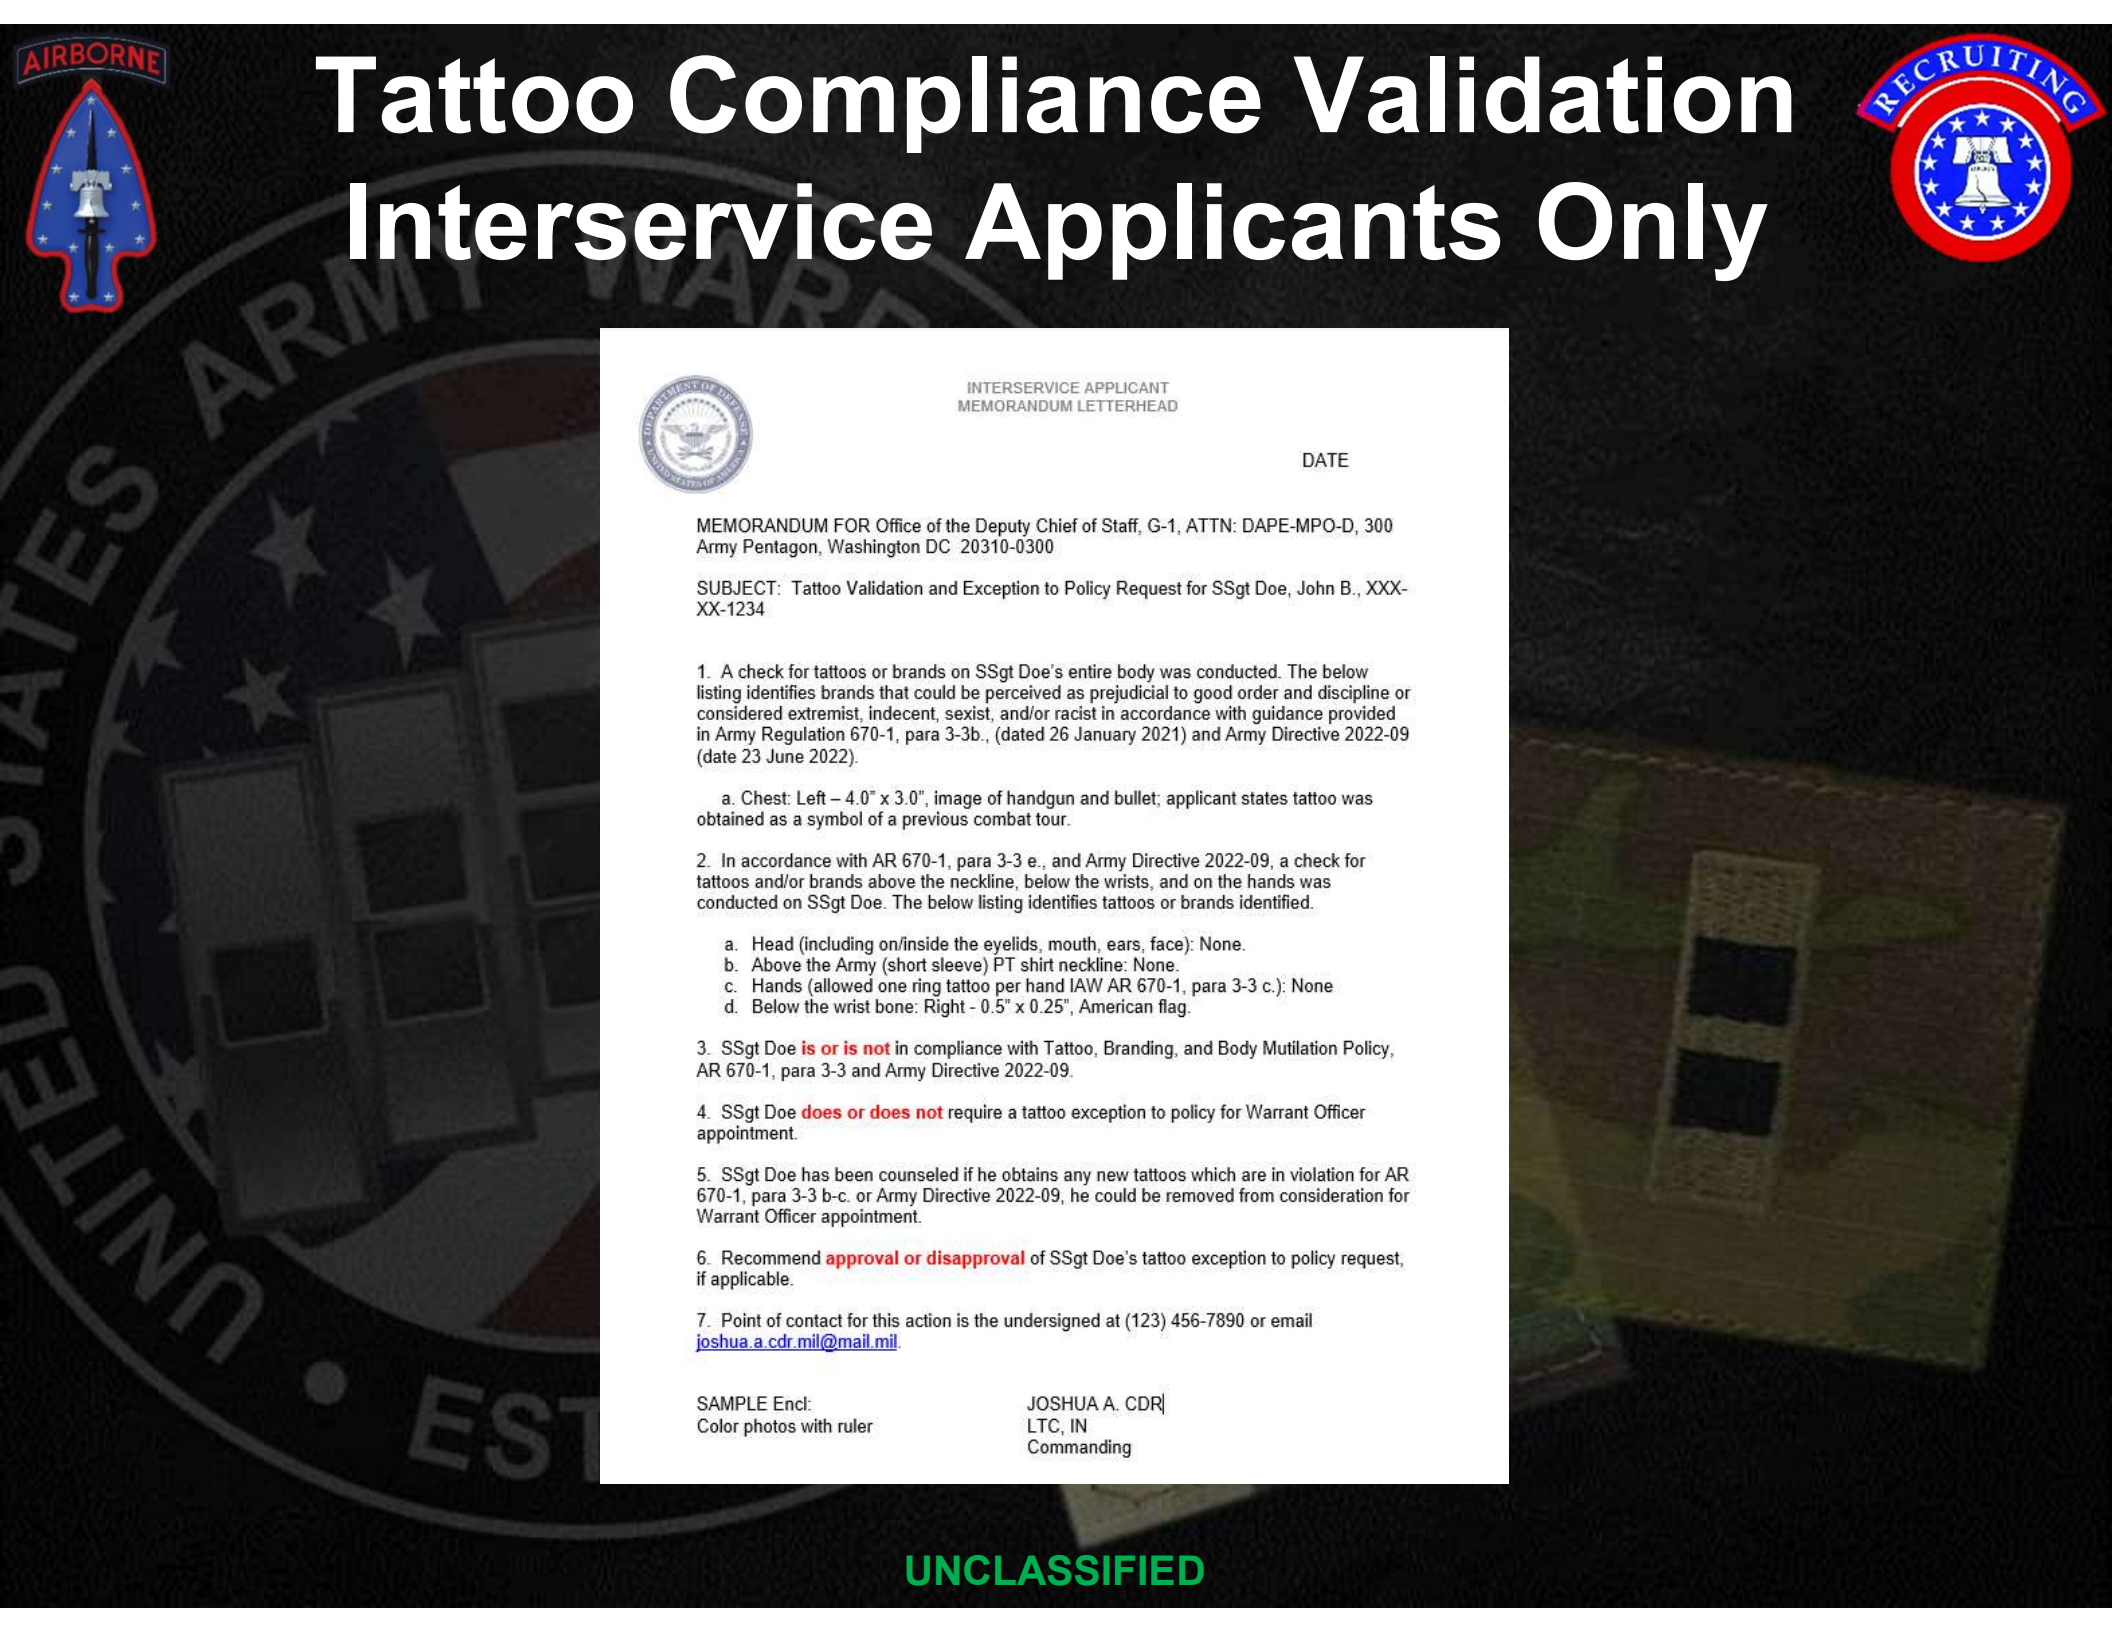 AIRBORNE
Tattoo Compliance Validation
Interservice Applicants Only
RECRUITING
UNITED STATES ARMY WARR
EST
DEPARTMENT OF DEFENSE
UNITED STATES OF AMERICA
INTERSERVICE APPLICANT
MEMORANDUM LETTERHEAD
DATE
MEMORANDUM FOR Office of the Deputy Chief of Staff, G-1, ATTN: DAPE-MPO-D, 300
Army Pentagon, Washington DC  20310-0300
SUBJECT:  Tattoo Validation and Exception to Policy Request for SSgt Doe, John B., XXX-
XX-1234
1.  A check for tattoos or brands on SSgt Doe's entire body was conducted. The below
listing identifies brands that could be perceived as prejudicial to good order and discipline or
considered extremist, indecent, sexist, and/or racist in accordance with guidance provided
in Army Regulation 670-1, para 3-3b., (dated 26 January 2021) and Army Directive 2022-09
(date 23 June 2022).
a. Chest: Left – 4.0” x 3.0”, image of handgun and bullet; applicant states tattoo was
obtained as a symbol of a previous combat tour.
2.  In accordance with AR 670-1, para 3-3 e., and Army Directive 2022-09, a check for
tattoos and/or brands above the neckline, below the wrists, and on the hands was
conducted on SSgt Doe. The below listing identifies tattoos or brands identified.
a.  Head (including on/inside the eyelids, mouth, ears, face): None.
b.  Above the Army (short sleeve) PT shirt neckline: None.
c.  Hands (allowed one ring tattoo per hand IAW AR 670-1, para 3-3 c.): None
d.  Below the wrist bone: Right - 0.5” x 0.25”, American flag.
3.  SSgt Doe is or is not in compliance with Tattoo, Branding, and Body Mutilation Policy,
AR 670-1, para 3-3 and Army Directive 2022-09.
4.  SSgt Doe does or does not require a tattoo exception to policy for Warrant Officer
appointment.
5.  SSgt Doe has been counseled if he obtains any new tattoos which are in violation for AR
670-1, para 3-3 b-c. or Army Directive 2022-09, he could be removed from consideration for
Warrant Officer appointment.
6.  Recommend approval or disapproval of SSgt Doe's tattoo exception to policy request,
if applicable.
7.  Point of contact for this action is the undersigned at (123) 456-7890 or email
joshua.a.cdr.mil@mail.mil.
SAMPLE Encl:
Color photos with ruler
JOSHUA A. CDR
LTC, IN
Commanding
UNCLASSIFIED